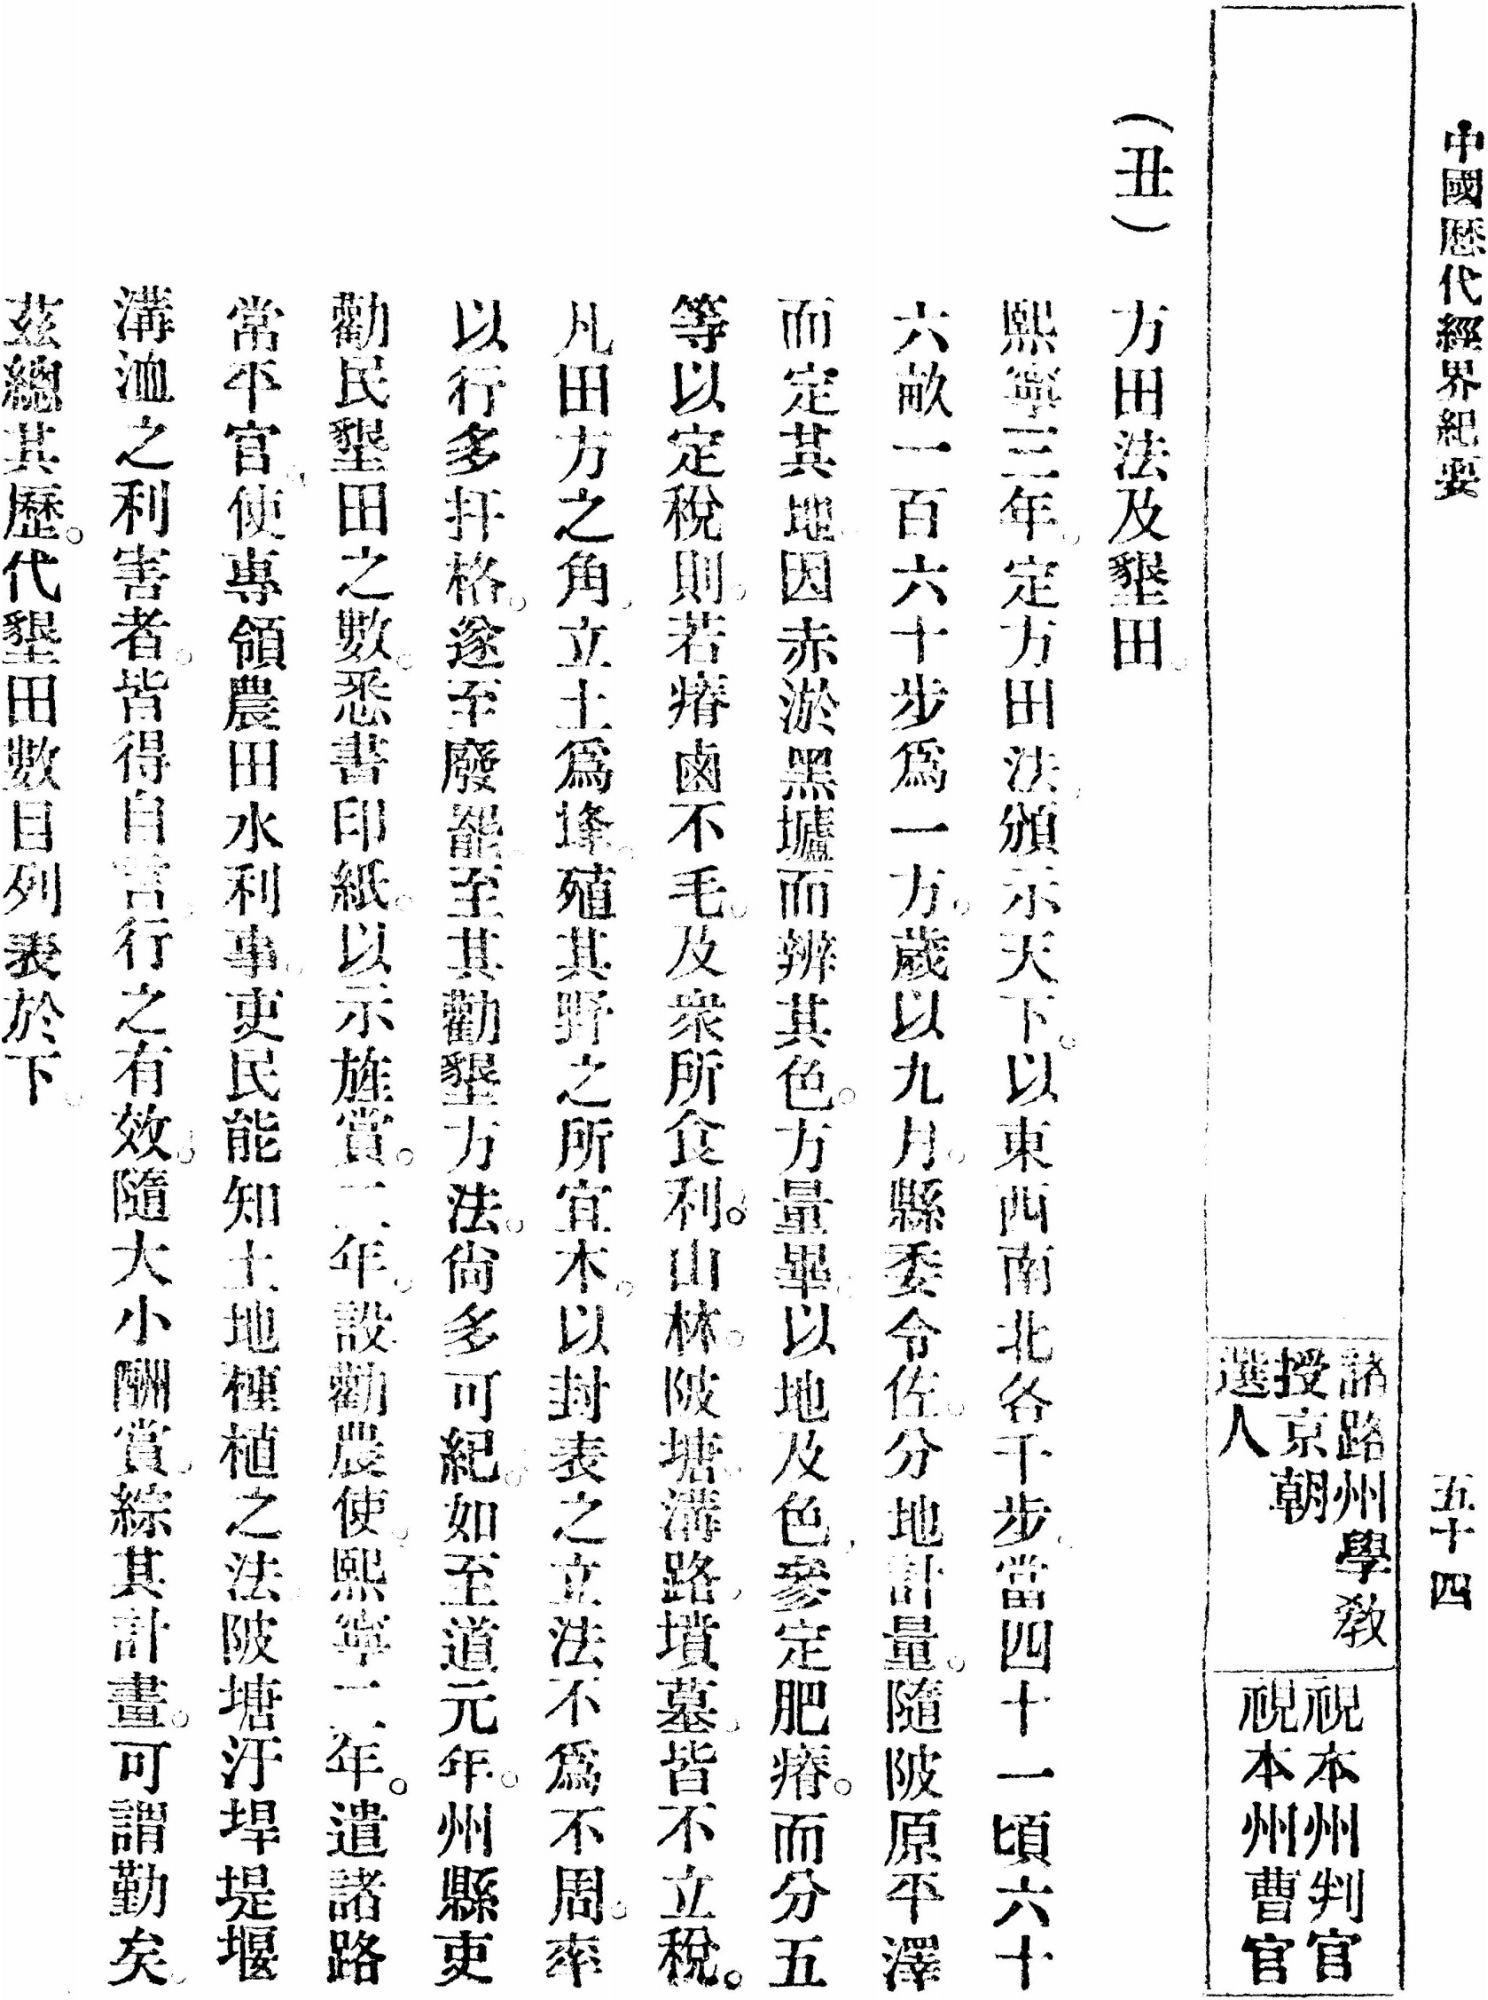 中國歷代經界紀要
五十四
諸路州學教
授京朝
選人
視本州判官
視本州曹官
(丑)　方田法及墾田。
熙寧三年。定方田法。頒示天下。以東西南北各千步。當四十一頃六十
六畝一百六十步爲一方。歲以九月。縣委令佐。分地計量。隨陂原平澤
而定其地。因赤淤黑壚而辨其色。方量畢。以地及色。參定肥瘠。而分五
等以定稅則。若瘠鹵不毛。及衆所食利。山林。陂塘。溝路。墳墓。皆不立稅。
凡田方之角。立土爲埄。殖其野之所宜木。以封表之立法不爲不周。率
以行多扞格。遂至廢罷。至其勸墾方法。尙多可紀。如至道元年。州縣吏
勸民墾田之數。悉書印紙。以示旌賞。二年。設勸農使。熙寧二年。遣諸路
常平官。使專領農田水利事。吏民能知土地種植之法。陂塘汙埠堤堰
溝洫之利害者。皆得自言。行之有效。隨大小酬賞。綜其計畫。可謂勤矣。
茲總其歷。代墾田數目列表於下。